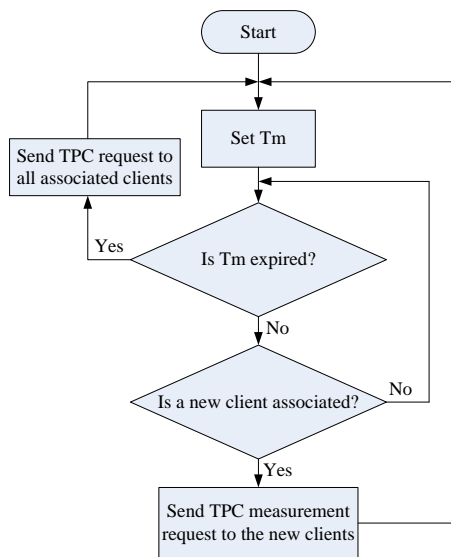 Start
Set Tm
Send TPC request to
all associated clients
Yes
Is Tm expired?
No
Is a new client associated?
No
Yes
Send TPC measurement
request to the new clients